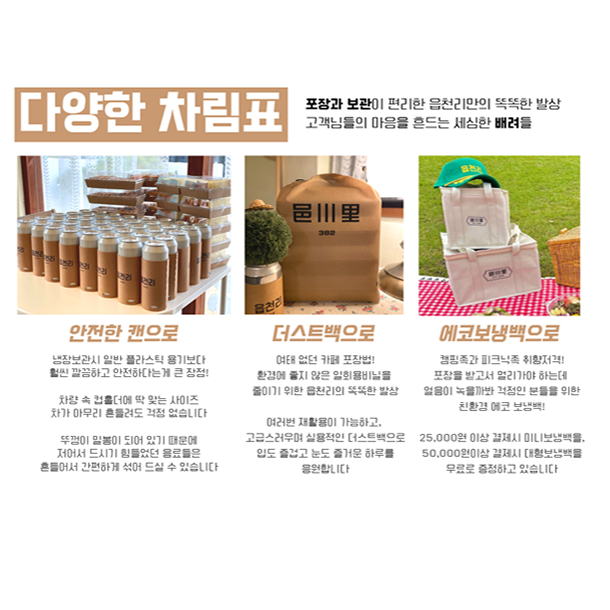 다양한 차림표
포장과 보관이 편리한 읍천리만의 똑똑한 발상
고객님들의 마음을 흔드는 세심한 배려들
읍천리
邑川里
382
읍천리
읍천리
안전한 캔으로
냉장보관시 일반 플라스틱 용기보다
훨씬 깔끔하고 안전하다는게 큰 장점!
차량 속 컵홀더에 딱 맞는 사이즈
차가 아무리 흔들려도 걱정 없습니다
뚜껑이 밀봉이 되어 있기 때문에
저어서 드시기 힘들었던 음료들은
흔들어서 간편하게 섞어 드실 수 있습니다
더스트백으로
여태 없던 카페 포장법!
환경에 좋지 않은 일회용비닐을
줄이기 위한 읍천리의 똑똑한 발상
여러번 재활용이 가능하고,
고급스러우며 실용적인 더스트백으로
입도 즐겁고 눈도 즐거운 하루를
응원합니다
에코보냉백으로
캠핑족과 피크닉족 취향저격!
포장을 받고서 멀리가야 하는데
얼음이 녹을까봐 걱정인 분들을 위한
친환경 에코 보냉백!
25,000원 이상 결제시 미니보냉백을,
50,000원이상 결제시 대형보냉백을
무료로 증정하고 있습니다